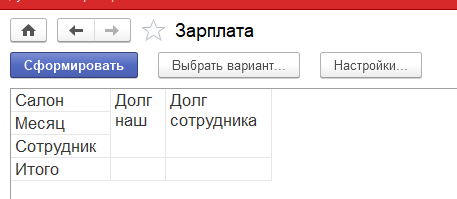 Зарплата
Сформировать
Выбрать вариант...
Настройки...
Салон
Месяц
Сотрудник
Долг
наш
Долг
сотрудника
Итого